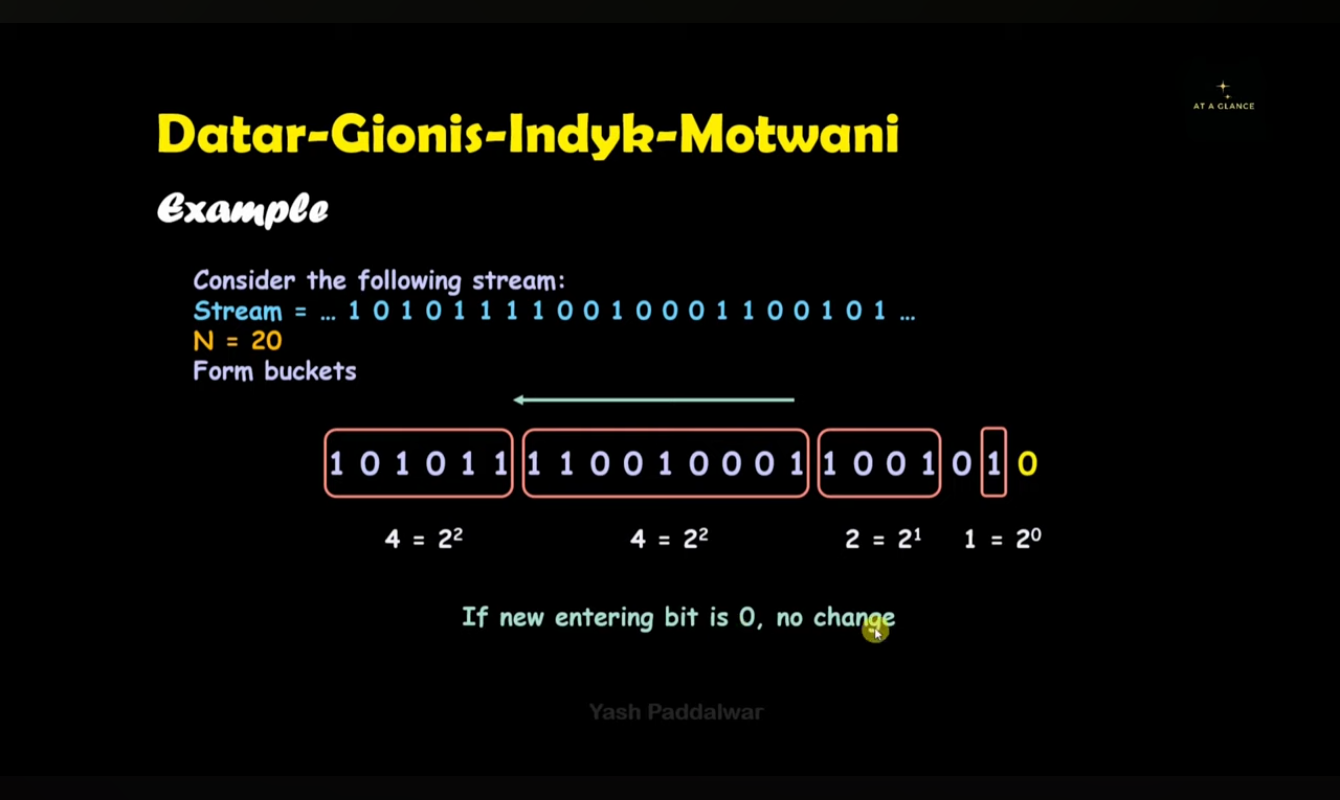 AT A GLANCE
Datar-Gionis-Indyk-Motwani
Example
Consider the following stream:
Stream = ... 1 0 1 0 1 1 1 1 0 0 1 0 0 0 1 1 0 0 1 0 1 ...
N = 20
Form buckets
1 0 1 0 1 1 1 1 0 0 1 0 0 0 1 1 0 0 1 0 1 0
4 = 2² 4 = 2² 2 = 2¹ 1 = 2⁰
If new entering bit is 0, no change
Yash Paddalwar